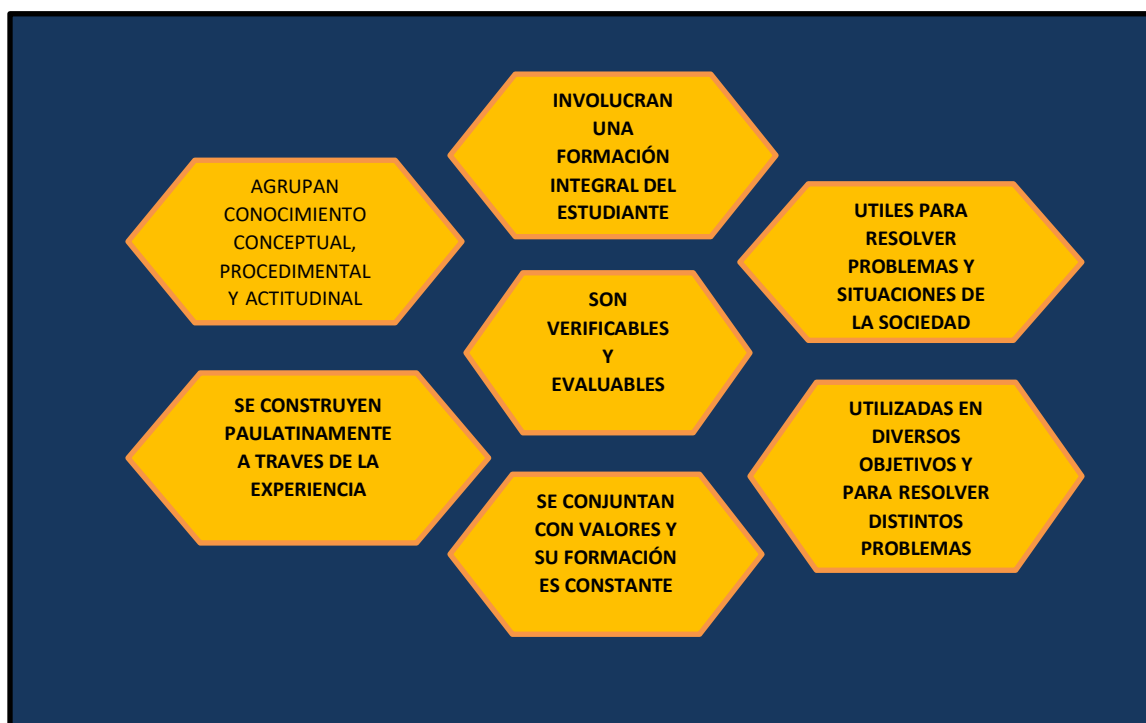 INVOLUCRAN
UNA
FORMACIÓN
INTEGRAL DEL
ESTUDIANTE
AGRUPAN
CONOCIMIENTO
CONCEPTUAL,
PROCEDIMENTAL
Y ACTITUDINAL
UTILES PARA
RESOLVER
PROBLEMAS Y
SITUACIONES DE
LA SOCIEDAD
SON
VERIFICABLES
Y
EVALUABLES
SE CONSTRUYEN
PAULATINAMENTE
A TRAVES DE LA
EXPERIENCIA
UTILIZADAS EN
DIVERSOS
OBJETIVOS Y
PARA RESOLVER
DISTINTOS
PROBLEMAS
SE CONJUNTAN
CON VALORES Y
SU FORMACIÓN
ES CONSTANTE